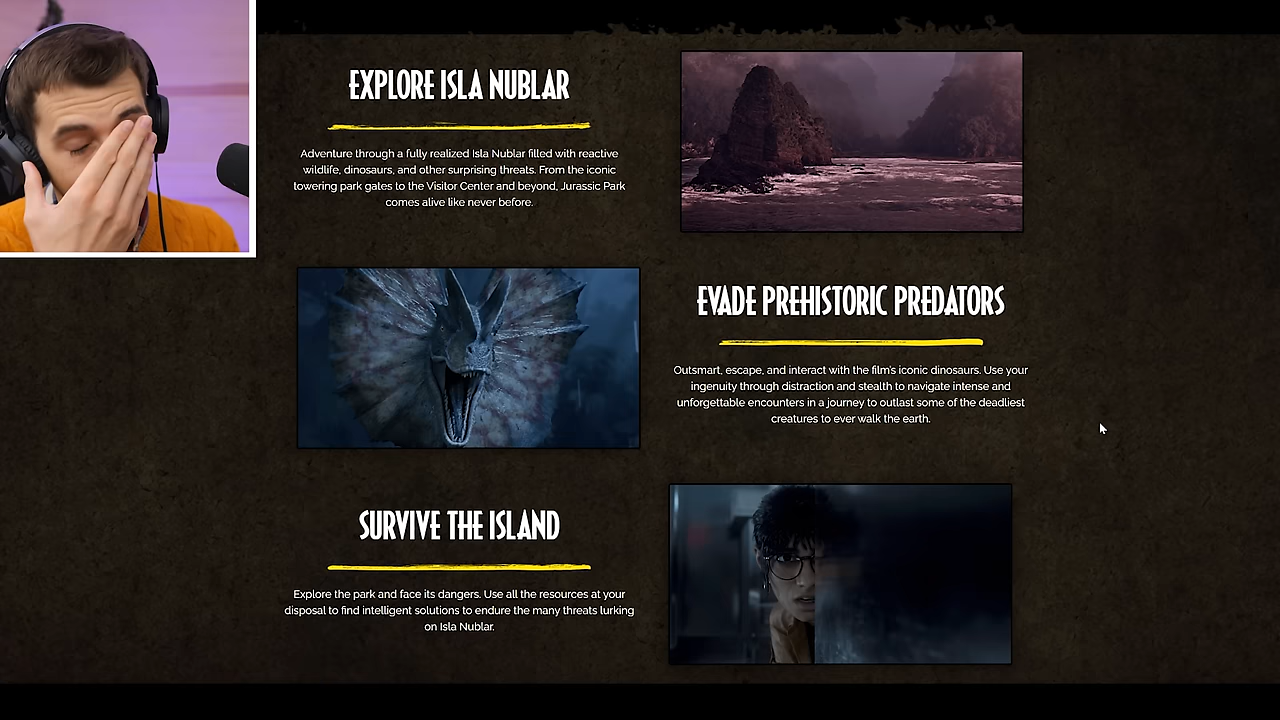 EXPLORE ISLA NUBLAR
Adventure through a fully realized Isla Nublar filled with reactive
wildlife, dinosaurs, and other surprising threats. From the iconic
towering park gates to the Visitor Center and beyond, Jurassic Park
comes alive like never before.
EVADE PREHISTORIC PREDATORS
Outsmart, escape, and interact with the film's iconic dinosaurs. Use your
ingenuity through distraction and stealth to navigate intense and
unforgettable encounters in a journey to outlast some of the deadliest
creatures to ever walk the earth.
SURVIVE THE ISLAND
Explore the park and face its dangers. Use all the resources at your
disposal to find intelligent solutions to endure the many threats lurking
on Isla Nublar.